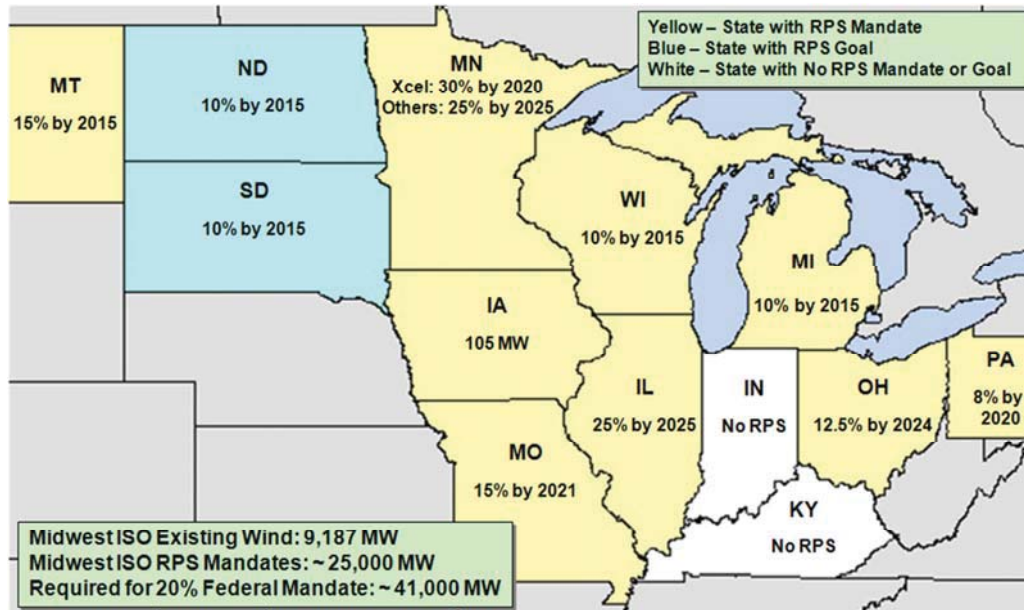 Yellow – State with RPS Mandate
Blue – State with RPS Goal
White – State with No RPS Mandate or Goal
MT
15% by 2015
ND
10% by 2015
SD
10% by 2015
MN
Xcel: 30% by 2020
Others: 25% by 2025
WI
10% by 2015
MI
10% by 2015
IA
105 MW
IL
25% by 2025
IN
No RPS
OH
12.5% by 2024
PA
8% by
2020
MO
15% by 2021
KY
No RPS
Midwest ISO Existing Wind: 9,187 MW
Midwest ISO RPS Mandates: ~ 25,000 MW
Required for 20% Federal Mandate: ~ 41,000 MW